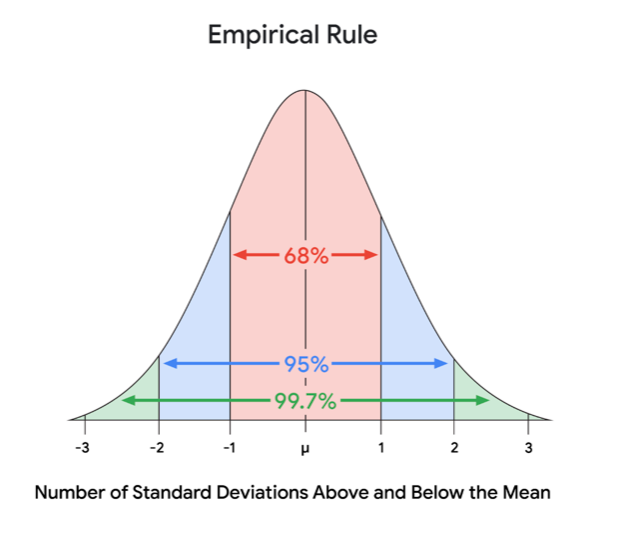 Empirical Rule
68%
95%
99.7%
-3 -2 -1 μ 1 2 3
Number of Standard Deviations Above and Below the Mean